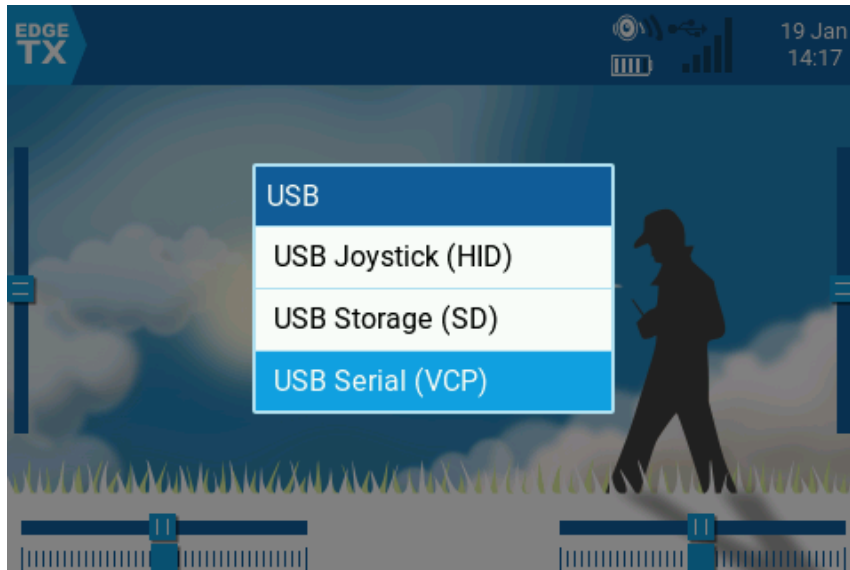 EDGE
TX
19 Jan
14:17
USB
USB Joystick (HID)
USB Storage (SD)
USB Serial (VCP)